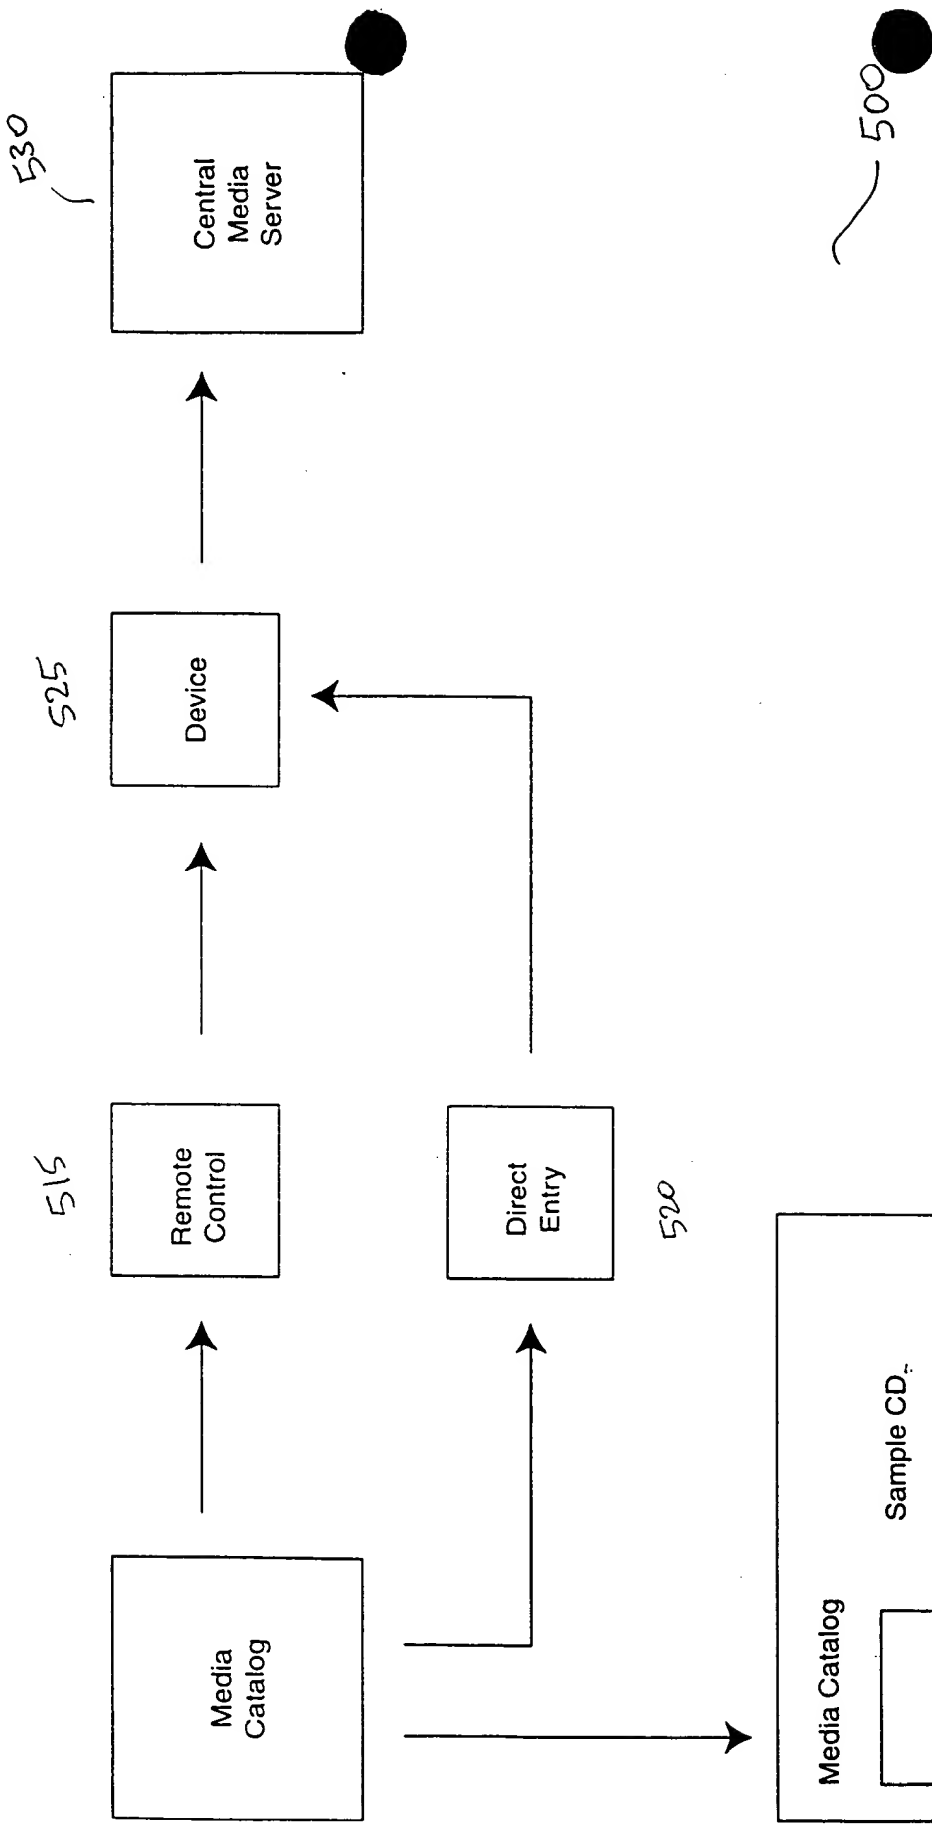 530
Central
Media
Server
525
Device
515
Remote
Control
Direct
Entry
520
Media
Catalog
500
Media Catalog
Sample CD